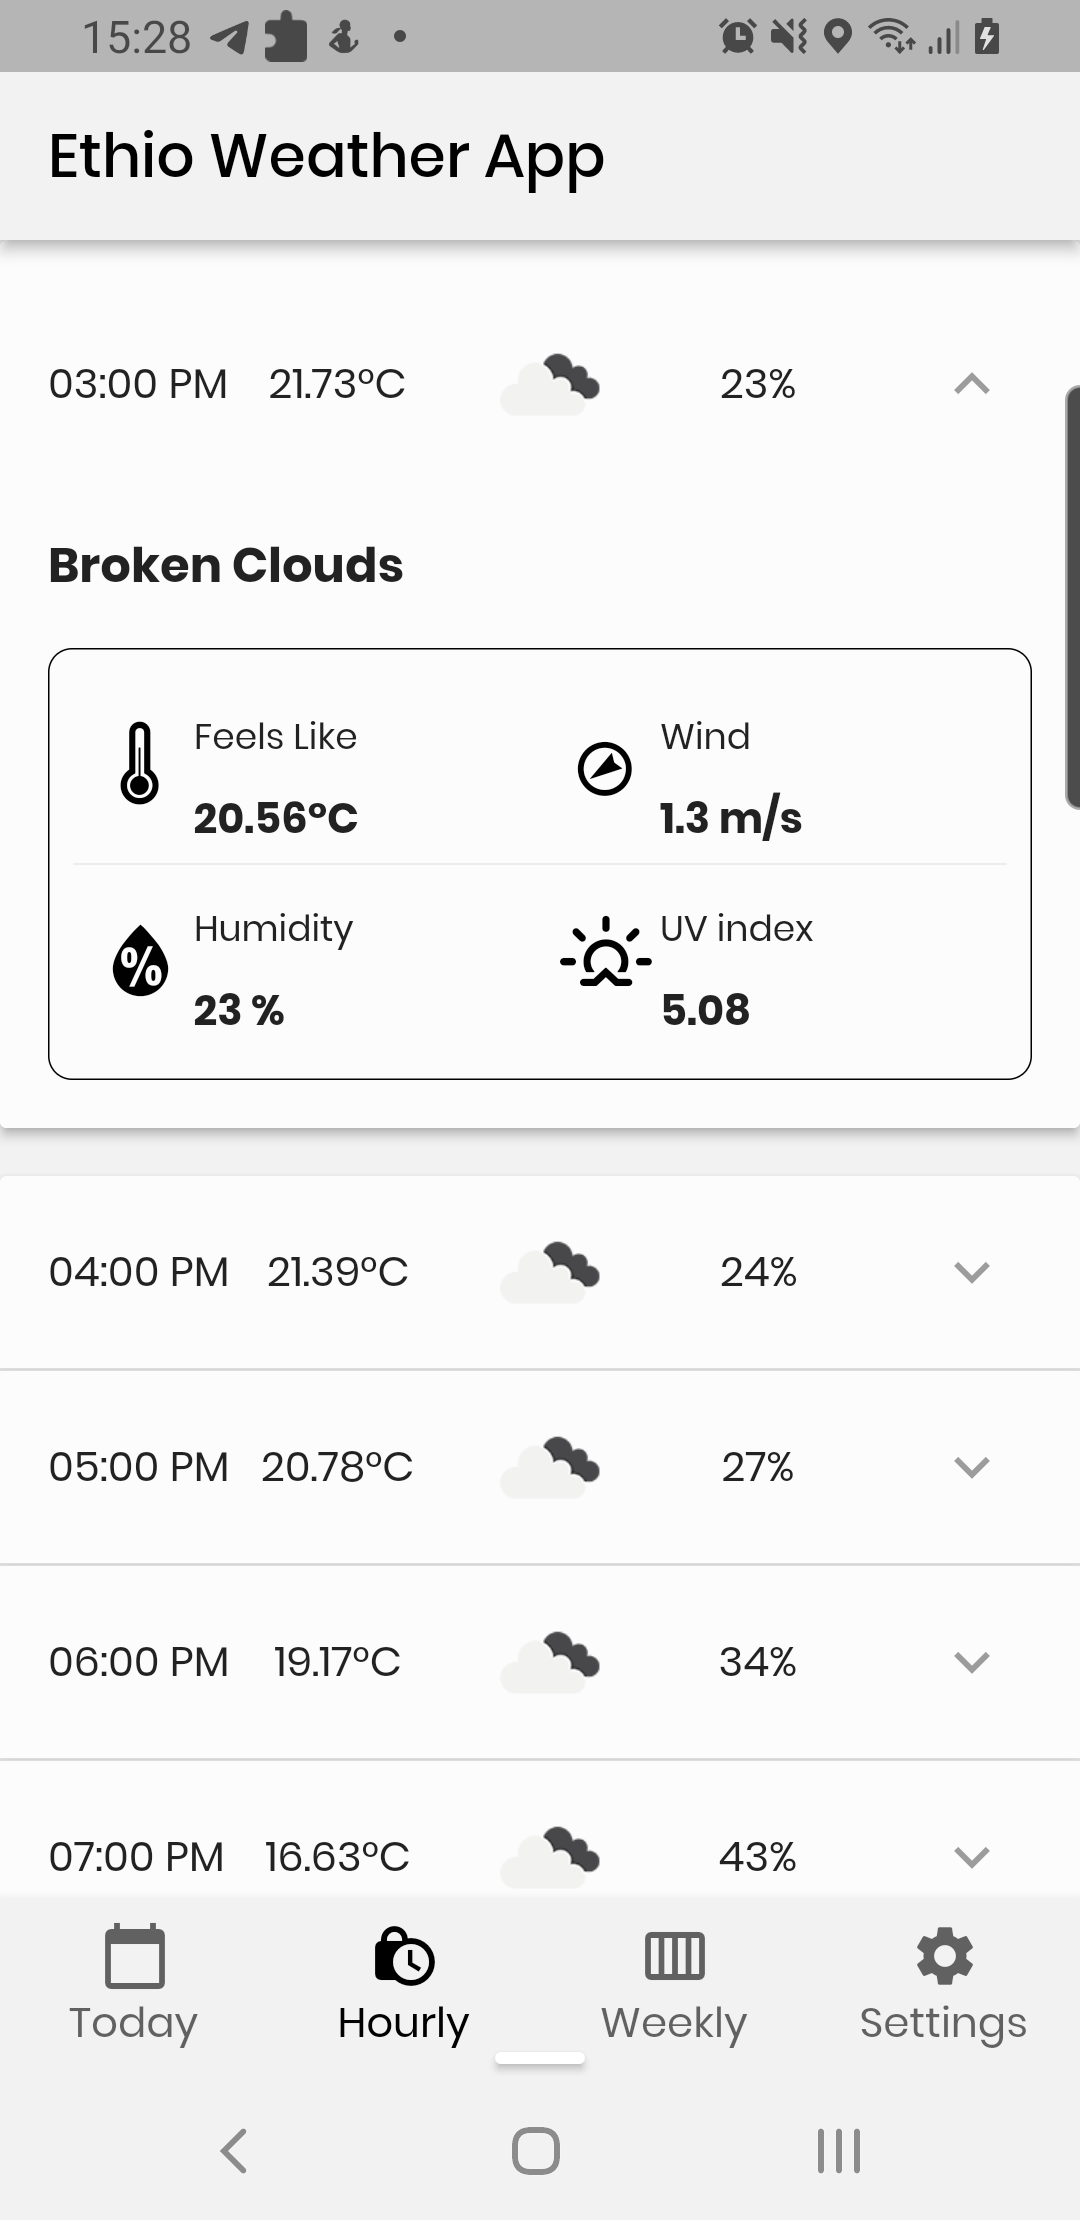 15:28
Ethio Weather App
03:00 PM 21.73°C 23%
Broken Clouds
Feels Like Wind
20.56°C 1.3 m/s
Humidity UV index
% 23 % 5.08
04:00 PM 21.39°C 24%
05:00 PM 20.78°C 27%
06:00 PM 19.17°C 34%
07:00 PM 16.63°C 43%
Today Hourly Weekly Settings